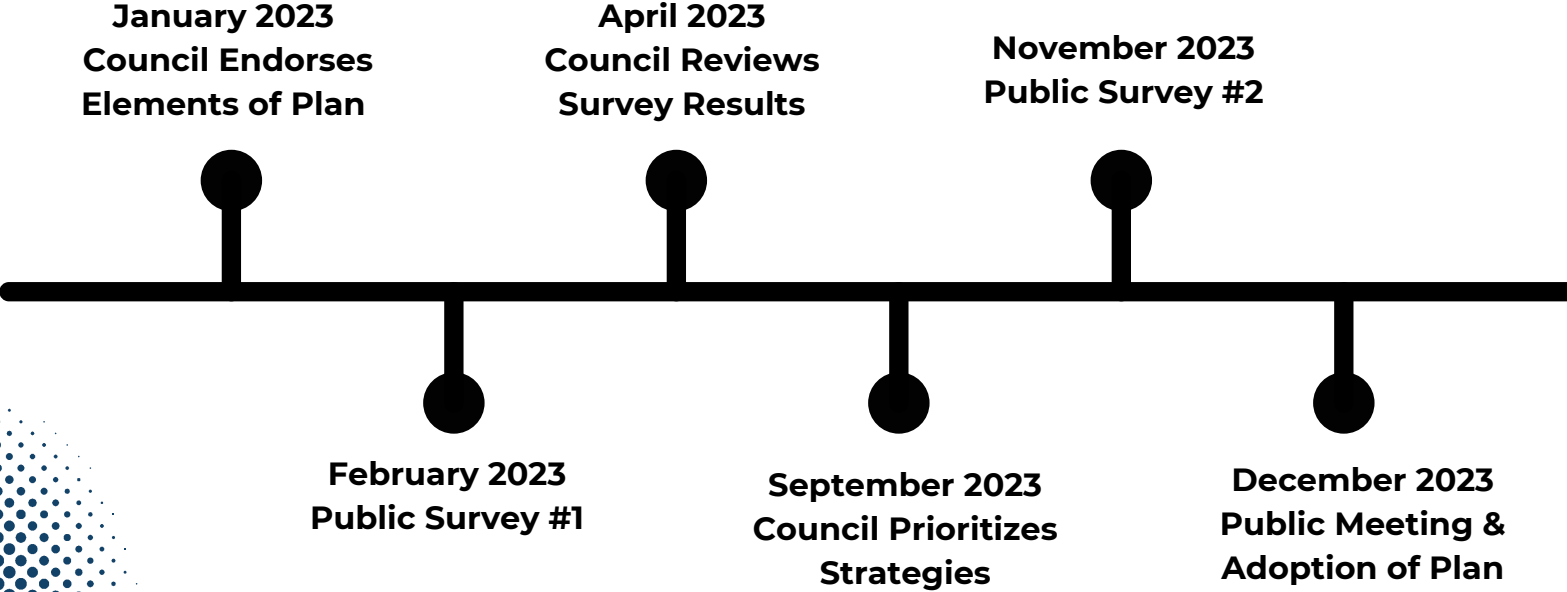 January 2023
Council Endorses
Elements of Plan
February 2023
Public Survey #1
April 2023
Council Reviews
Survey Results
September 2023
Council Prioritizes
Strategies
November 2023
Public Survey #2
December 2023
Public Meeting &
Adoption of Plan